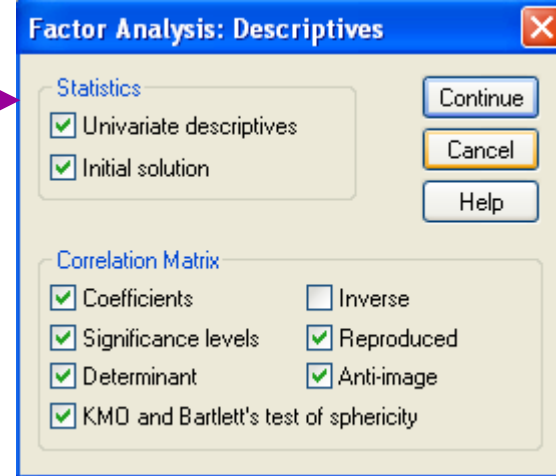 Factor Analysis: Descriptives
Statistics
Univariate descriptives
Initial solution
Continue
Cancel
Help
Correlation Matrix
Coefficients
Inverse
Significance levels
Reproduced
Determinant
Anti-image
KMO and Bartlett's test of sphericity